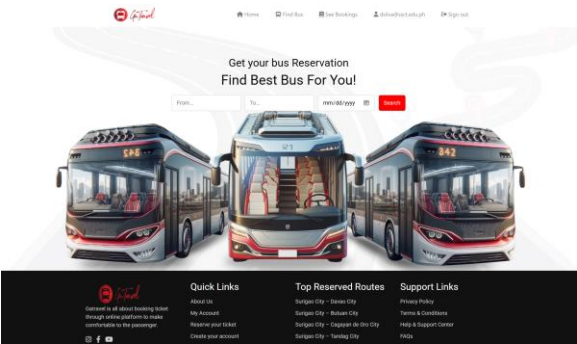 GaTravel
Home
Find Bus
See Bookings
Sign out
Get your bus Reservation
Find Best Bus For You!
From...
To...
mm/dd/yyyy
Search
842
Quick Links
Top Reserved Routes
Support Links
Gatravel is all about booking ticket
through online platform to make
comfortable to the passenger.
About Us
My Account
Reserve your ticket
Create your account
Surigao City – Davao City
Surigao City – Butuan City
Surigao City – Cagayan de Oro City
Surigao City – Tandag City
Privacy Policy
Terms & Conditions
Help & Support Center
FAQs